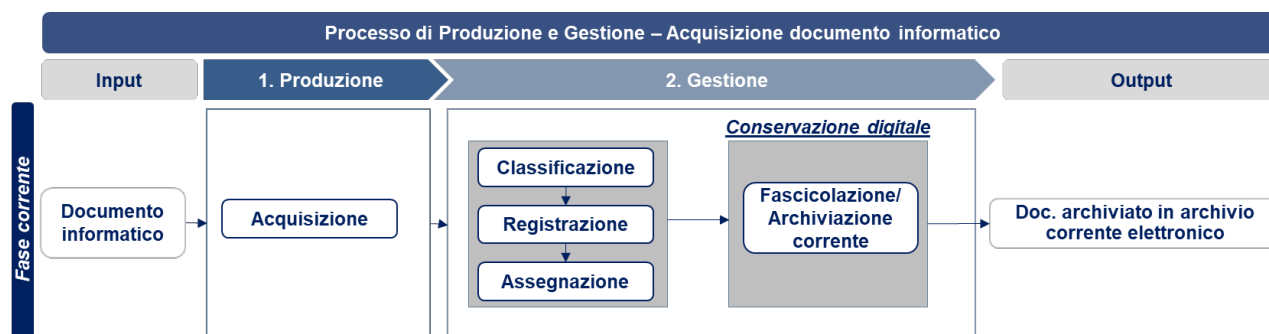 Processo di Produzione e Gestione – Acquisizione documento informatico
Input
1. Produzione
2. Gestione
Output
Fase corrente
Documento
informatico
Acquisizione
Classificazione
Registrazione
Assegnazione
Conservazione digitale
Fascicolazione/
Archiviazione
corrente
Doc. archiviato in archivio
corrente elettronico